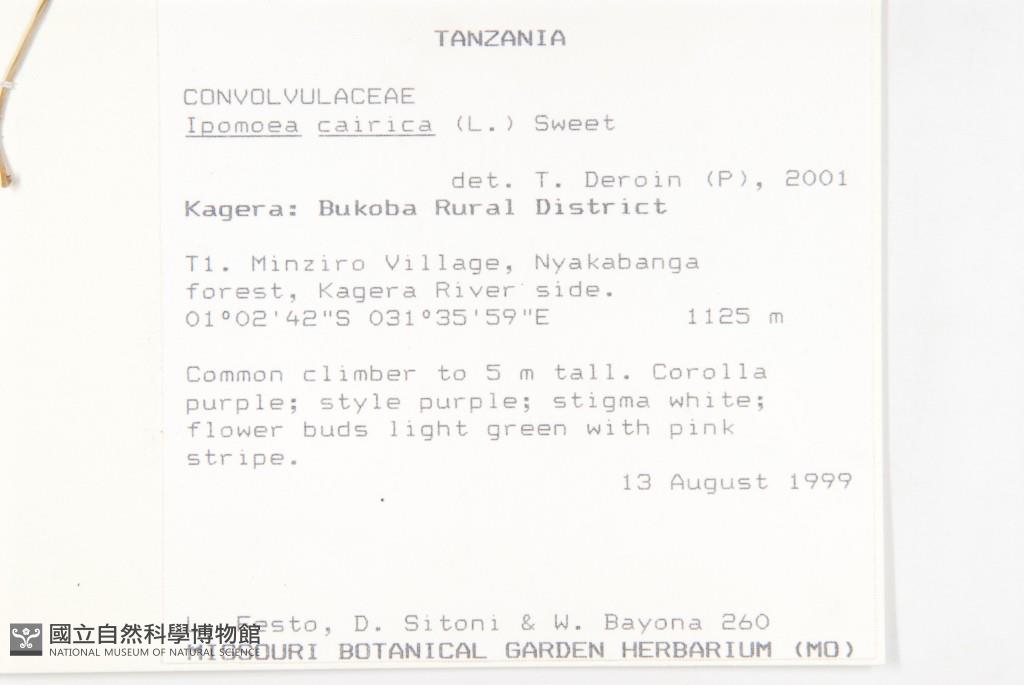 TANZANIA
CONVOLVULACEAE
Ipomoea cairica (L.) Sweet
det. T. Deroin (P), 2001
Kagera: Bukoba Rural District
T1. Minziro Village, Nyakabanga
forest, Kagera River side.
01°02'42"S 031°35'59"E 1125 m
Common climber to 5 m tall. Corolla
purple; style purple; stigma white;
flower buds light green with pink
stripe.
13 August 1999
L. Festo, D. Sitoni & W. Bayona 260
MISSOURI BOTANICAL GARDEN HERBARIUM (MO)
國立自然科學博物館
NATIONAL MUSEUM OF NATURAL SCIENCE